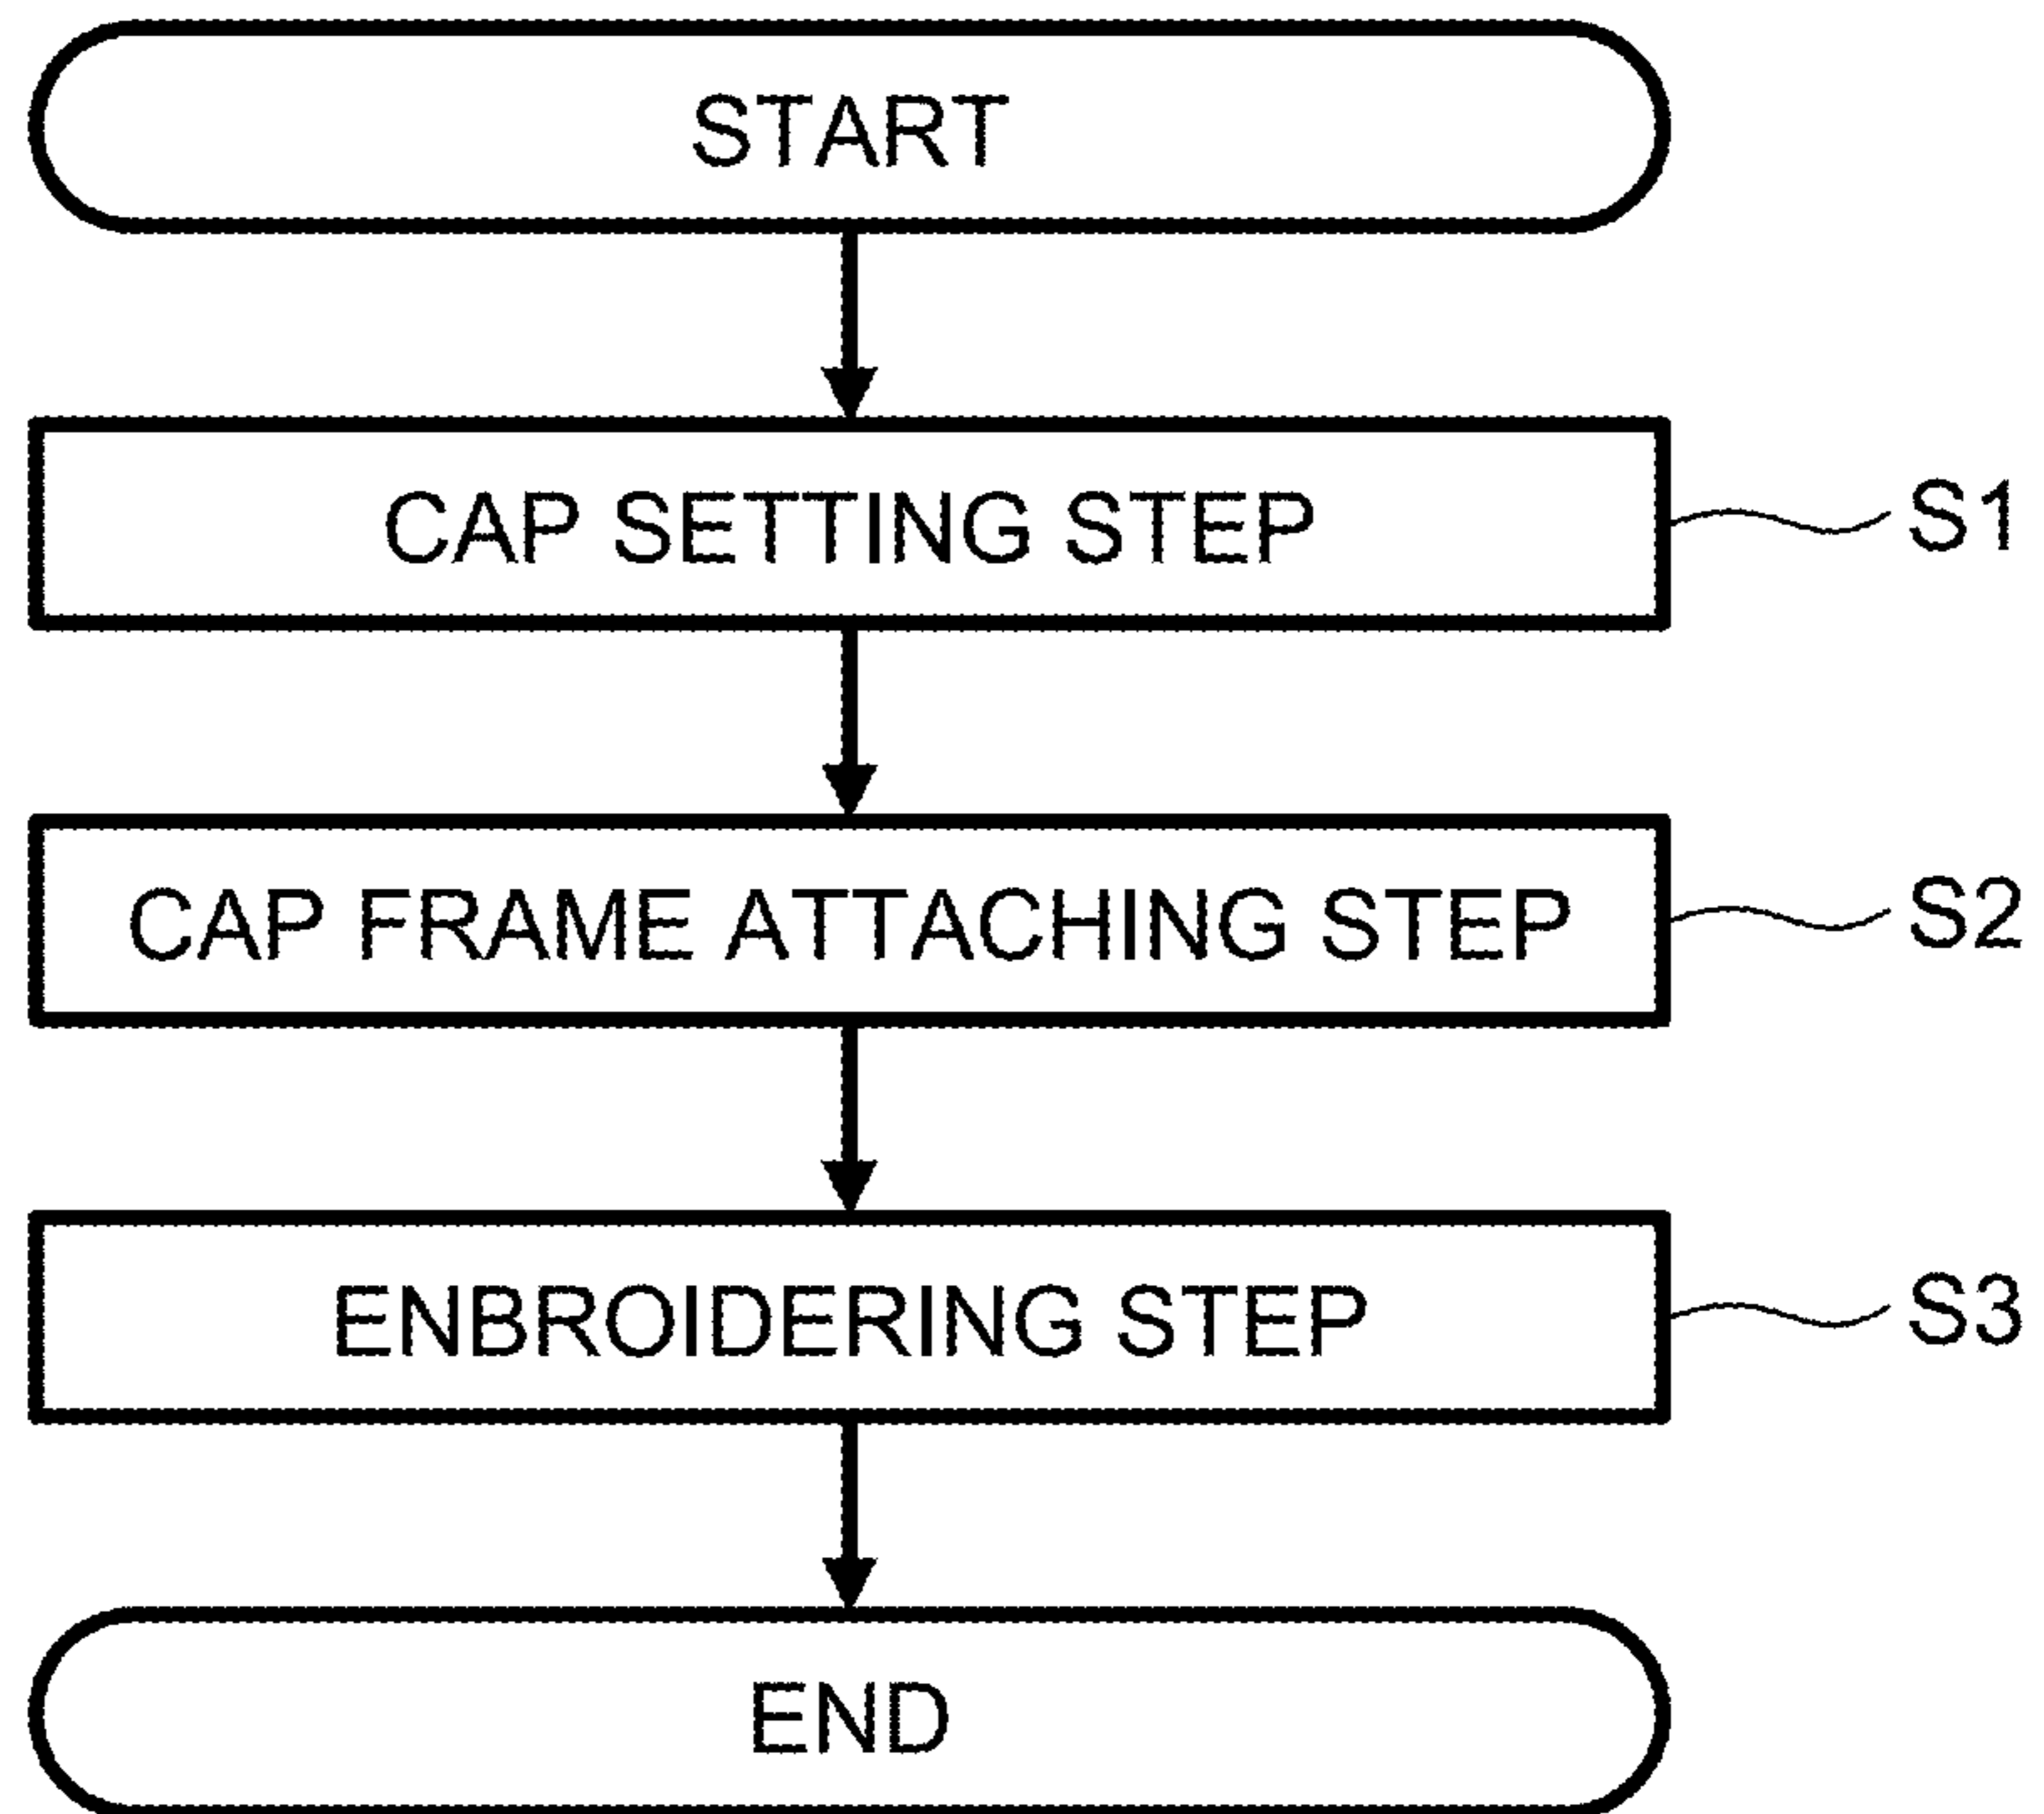 START
CAP SETTING STEP S1
CAP FRAME ATTACHING STEP S2
ENBROIDERING STEP S3
END